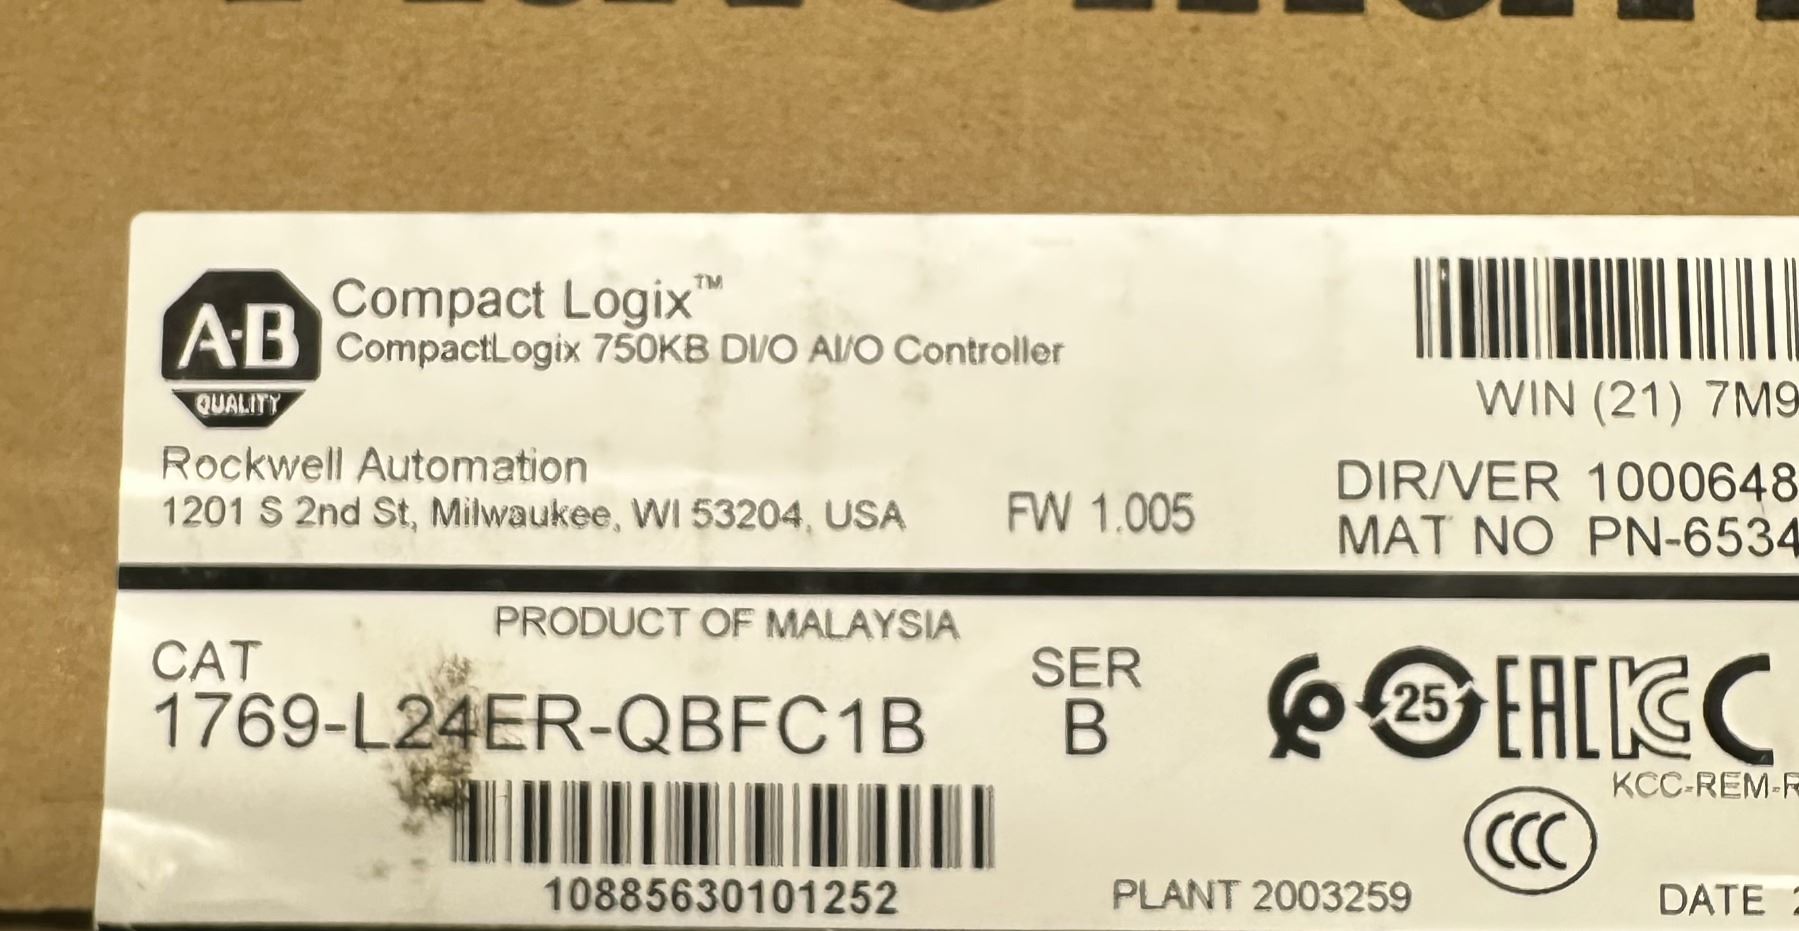 A·B
QUALITY
Compact Logix™
CompactLogix 750KB DI/O AI/O Controller
Rockwell Automation
1201 S 2nd St, Milwaukee, WI 53204, USA
FW 1.005
WIN (21) 7M9
DIR/VER 1000648
MAT NO PN-6534
PRODUCT OF MALAYSIA
CAT
1769-L24ER-QBFC1B
SER
B
10885630101252
25
EAC
KCC-REM-R
CCC
PLANT 2003259
DATE